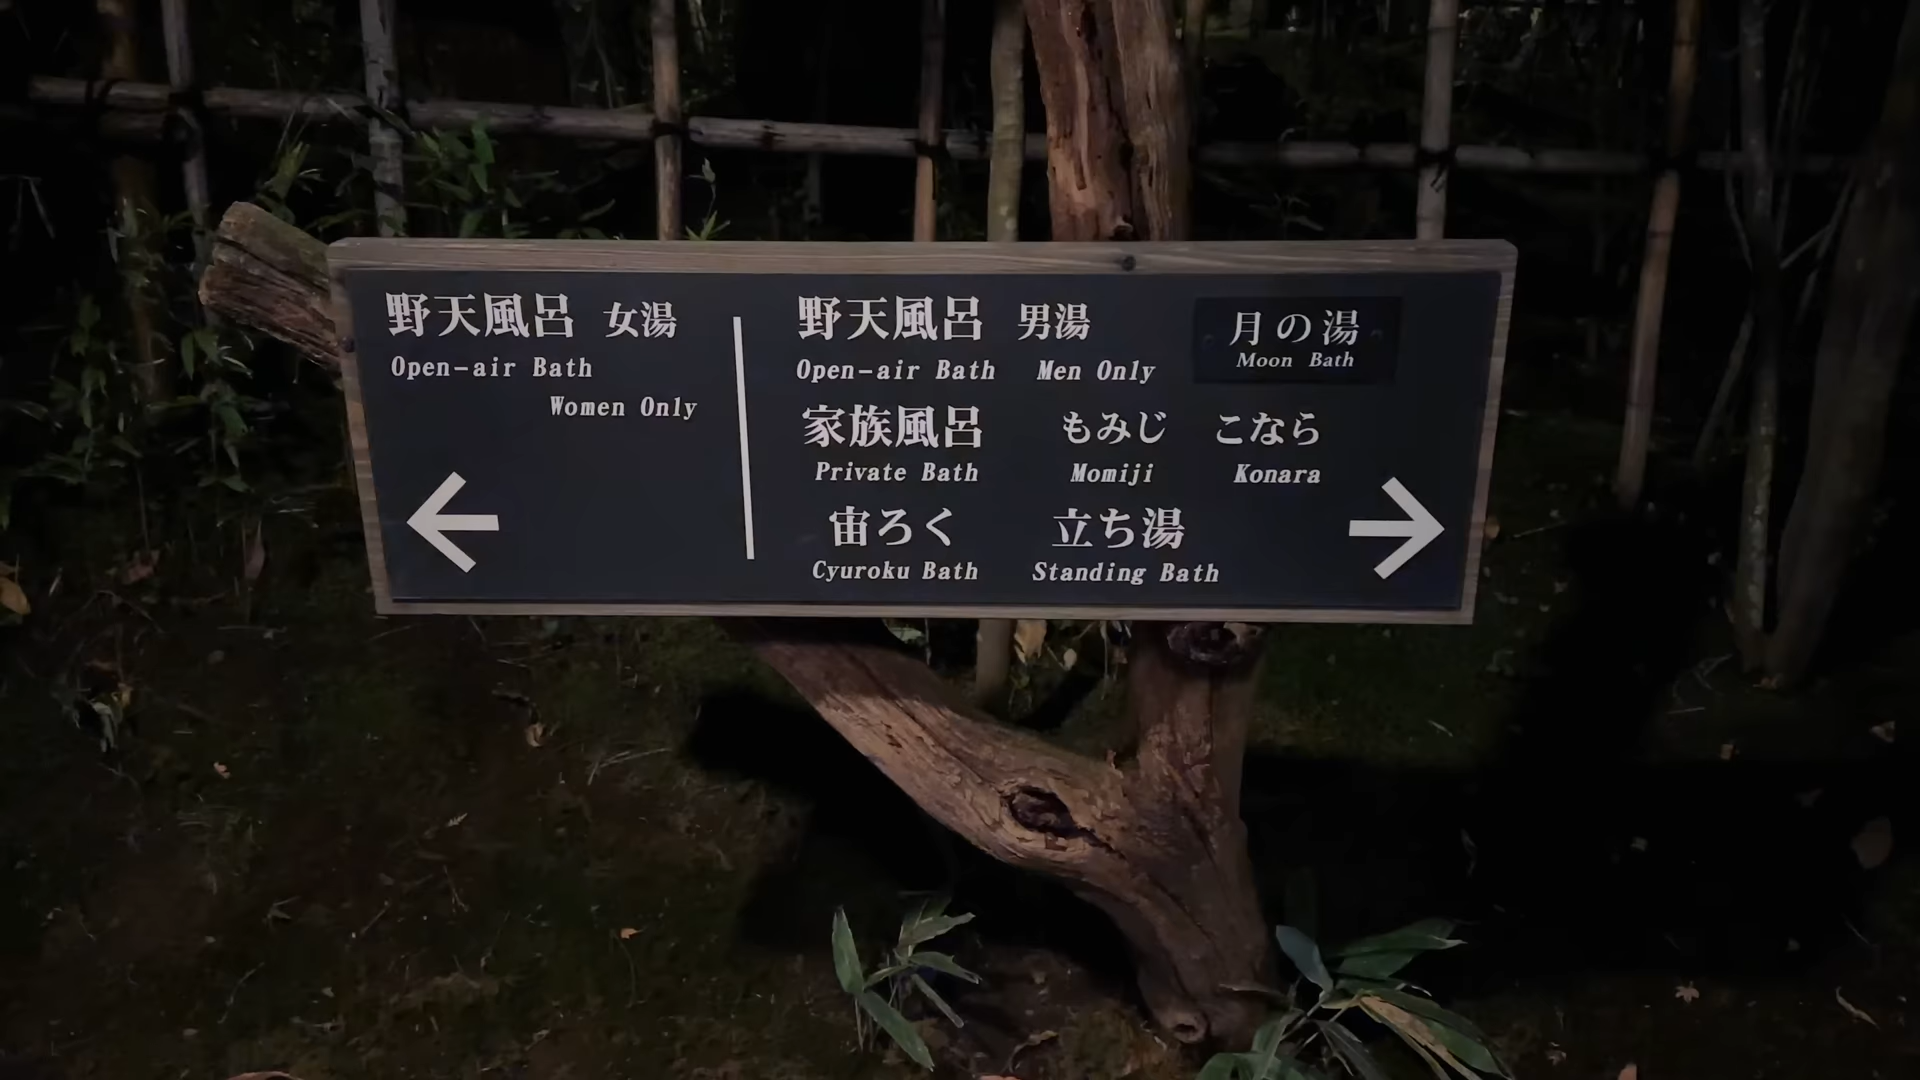 野天風呂 女湯
Open-air Bath
Women Only
野天風呂 男湯 月の湯
Open-air Bath Men Only Moon Bath
家族風呂 もみじ こなら
Private Bath Momiji Konara
宙ろく 立ち湯
Cyuroku Bath Standing Bath